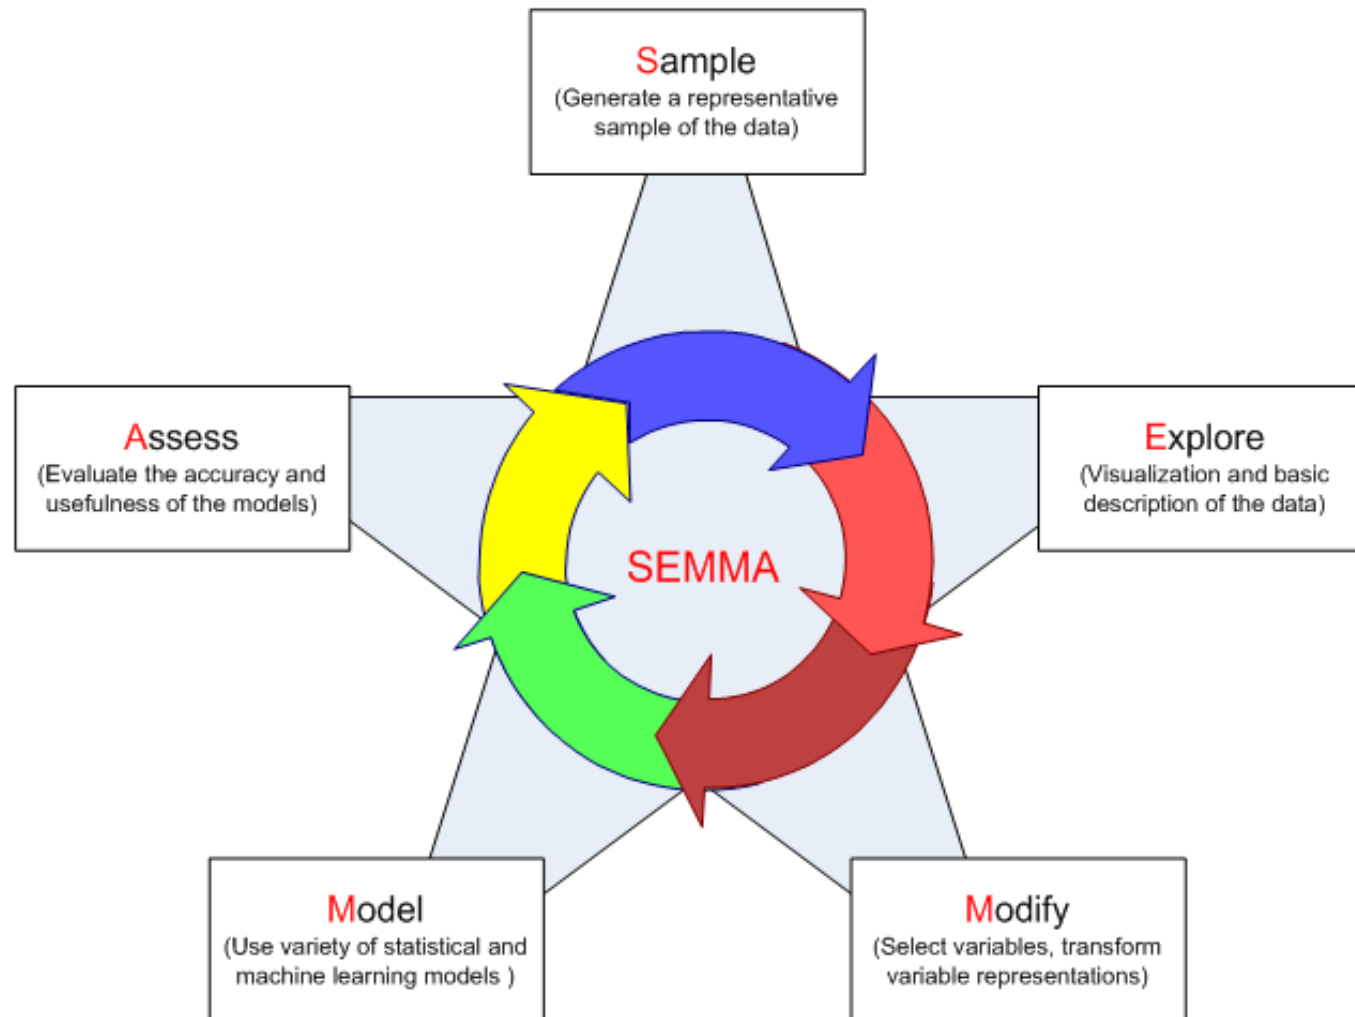 Sample
(Generate a representative
sample of the data)
Assess
(Evaluate the accuracy and
usefulness of the models)
Explore
(Visualization and basic
description of the data)
SEMMA
Model
(Use variety of statistical and
machine learning models )
Modify
(Select variables, transform
variable representations)